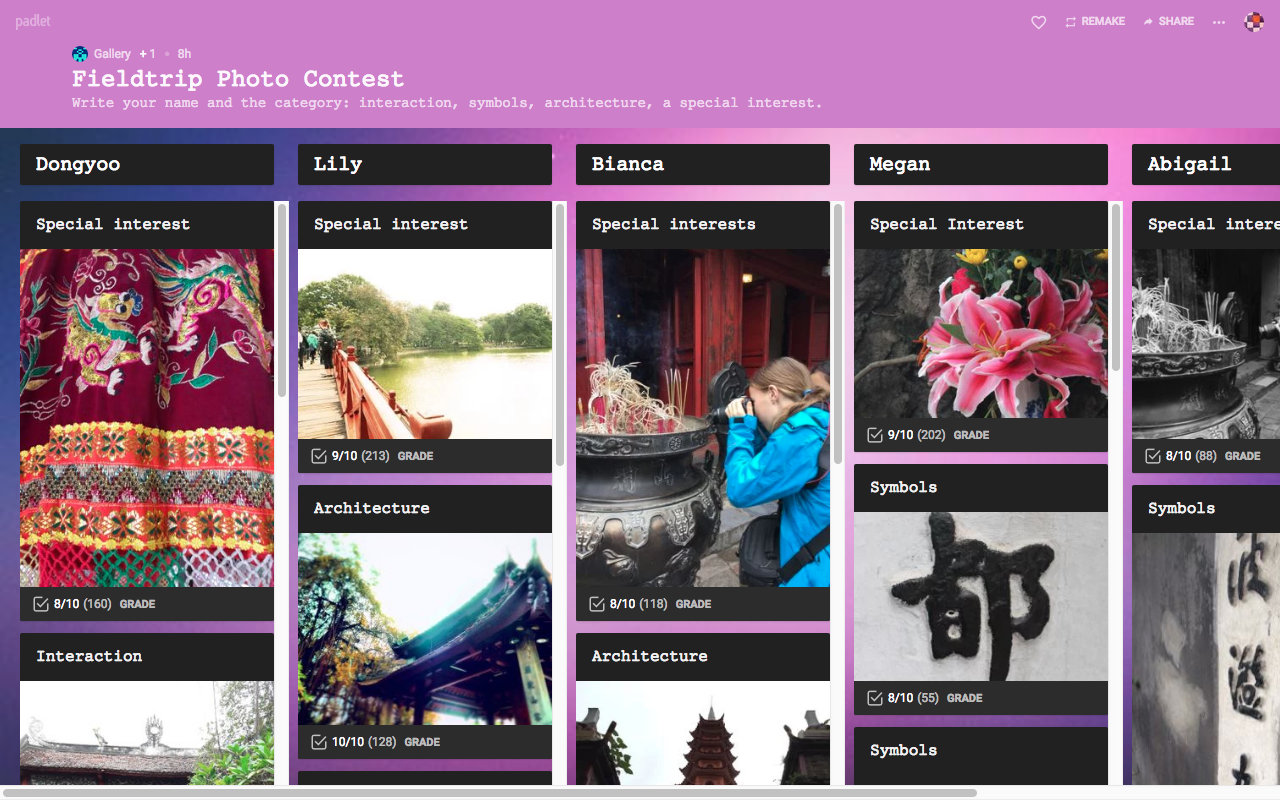 padlet
REMAKE
SHARE
Gallery +1 • 8h
Fieldtrip Photo Contest
Write your name and the category: interaction, symbols, architecture, a special interest.
Dongyoo
Special interest
8/10 (160) GRADE
Interaction
Lily
Special interest
9/10 (213) GRADE
Architecture
10/10 (128) GRADE
Bianca
Special interests
8/10 (118) GRADE
Architecture
Megan
Special Interest
9/10 (202) GRADE
Symbols
都
8/10 (55) GRADE
Symbols
Abigail
Special intere
8/10 (88) GRADE
Symbols
波